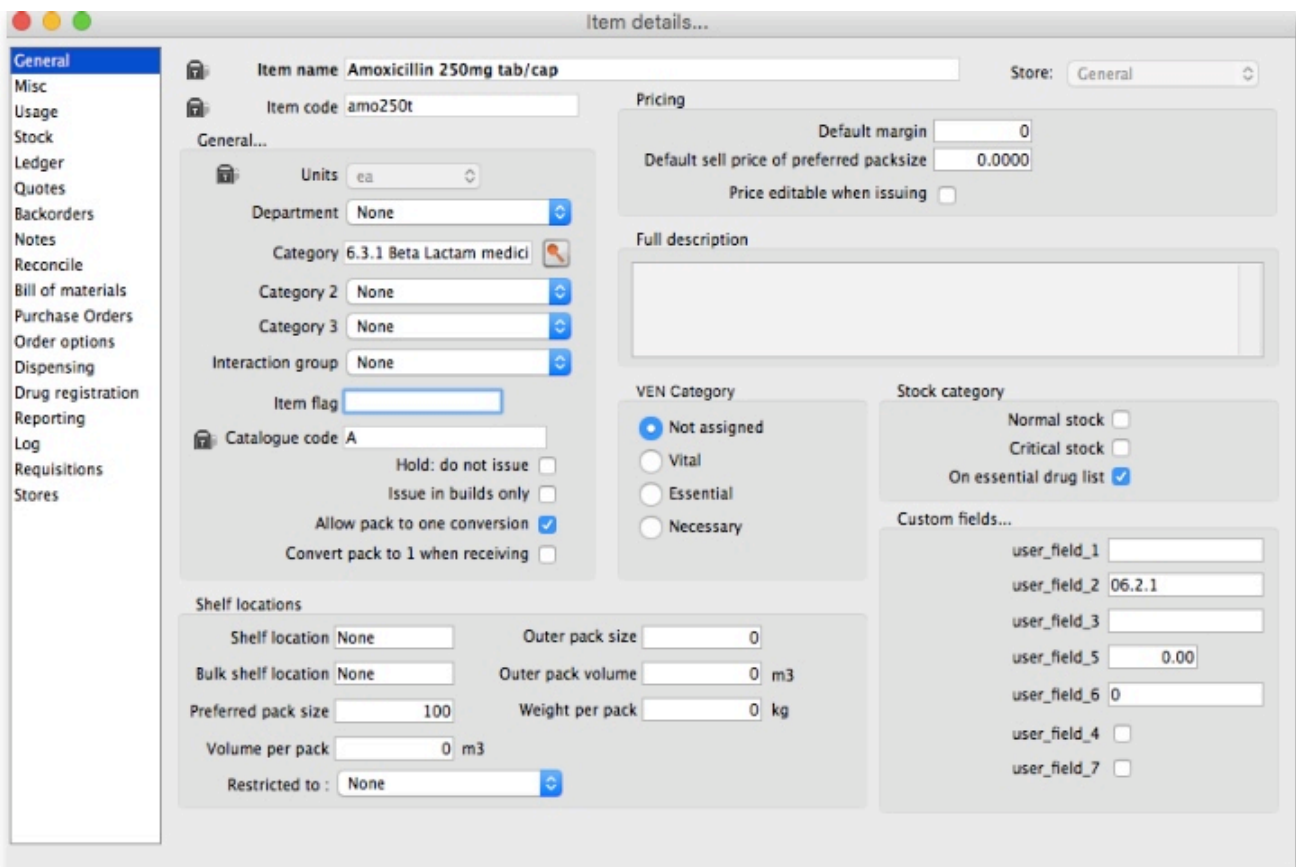 Item details...
General
Misc
Usage
Stock
Ledger
Quotes
Backorders
Notes
Reconcile
Bill of materials
Purchase Orders
Order options
Dispensing
Drug registration
Reporting
Log
Requisitions
Stores
Item name Amoxicillin 250mg tab/cap
Store: General
Item code amo250t
General...
Units ea
Department None
Category 6.3.1 Beta Lactam medici
Category 2 None
Category 3 None
Interaction group None
Item flag
Catalogue code A
Hold: do not issue
Issue in builds only
Allow pack to one conversion
Convert pack to 1 when receiving
Pricing
Default margin 0
Default sell price of preferred packsize 0.0000
Price editable when issuing
Full description
VEN Category
Not assigned
Vital
Essential
Necessary
Stock category
Normal stock
Critical stock
On essential drug list
Custom fields...
user_field_1
user_field_2 06.2.1
user_field_3
user_field_5 0.00
user_field_6 0
user_field_4
user_field_7
Shelf locations
Shelf location None
Bulk shelf location None
Preferred pack size 100
Volume per pack 0 m3
Restricted to : None
Outer pack size 0
Outer pack volume 0 m3
Weight per pack 0 kg